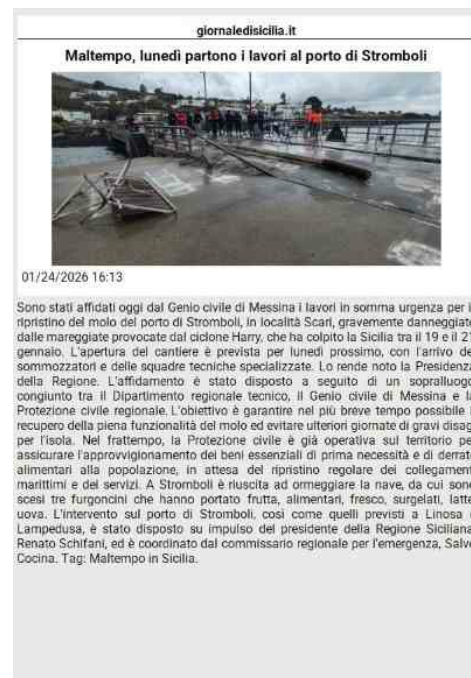 giornaledisicilia.it
Maltempo, lunedì partono i lavori al porto di Stromboli
01/24/2026 16:13
Sono stati affidati oggi dal Genio civile di Messina i lavori in somma urgenza per i
ripristino del molo del porto di Stromboli, in località Scari, gravemente danneggiate
dalle mareggiate provocate dal ciclone Harry, che ha colpito la Sicilia tra il 19 e il 21
gennaio. L'apertura del cantiere è prevista per lunedì prossimo, con l'arrivo de
sommozzatori e delle squadre tecniche specializzate. Lo rende noto la Presidenza
della Regione. L'affidamento è stato disposto a seguito di un sopralluogo
congiunto tra il Dipartimento regionale tecnico, il Genio civile di Messina e la
Protezione civile regionale. L'obiettivo è garantire nel più breve tempo possibile i
recupero della piena funzionalità del molo ed evitare ulteriori giornate di gravi disag
per l'isola. Nel frattempo, la Protezione civile è già operativa sul territorio pe
assicurare l'approvvigionamento dei beni essenziali di prima necessità e di derrat
alimentari alla popolazione, in attesa del ripristino regolare dei collegament
marittimi e dei servizi. A Stromboli è riuscita ad ormeggiare la nave, da cui sono
scesi tre furgoncini che hanno portato frutta, alimentari, fresco, surgelati, latte
uova. L'intervento sul porto di Stromboli, così come quelli previsti a Linosa
Lampedusa, è stato disposto su impulso del presidente della Regione Siciliana
Renato Schifani, ed è coordinato dal commissario regionale per l'emergenza, Salvo
Cocina. Tag: Maltempo in Sicilia.